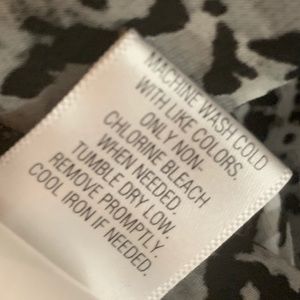 MACHINE WASH COLD
WITH LIKE COLORS.
ONLY NON-
CHLORINE BLEACH
WHEN NEEDED.
TUMBLE DRY LOW.
REMOVE PROMPTLY.
COOL IRON IF NEEDED.